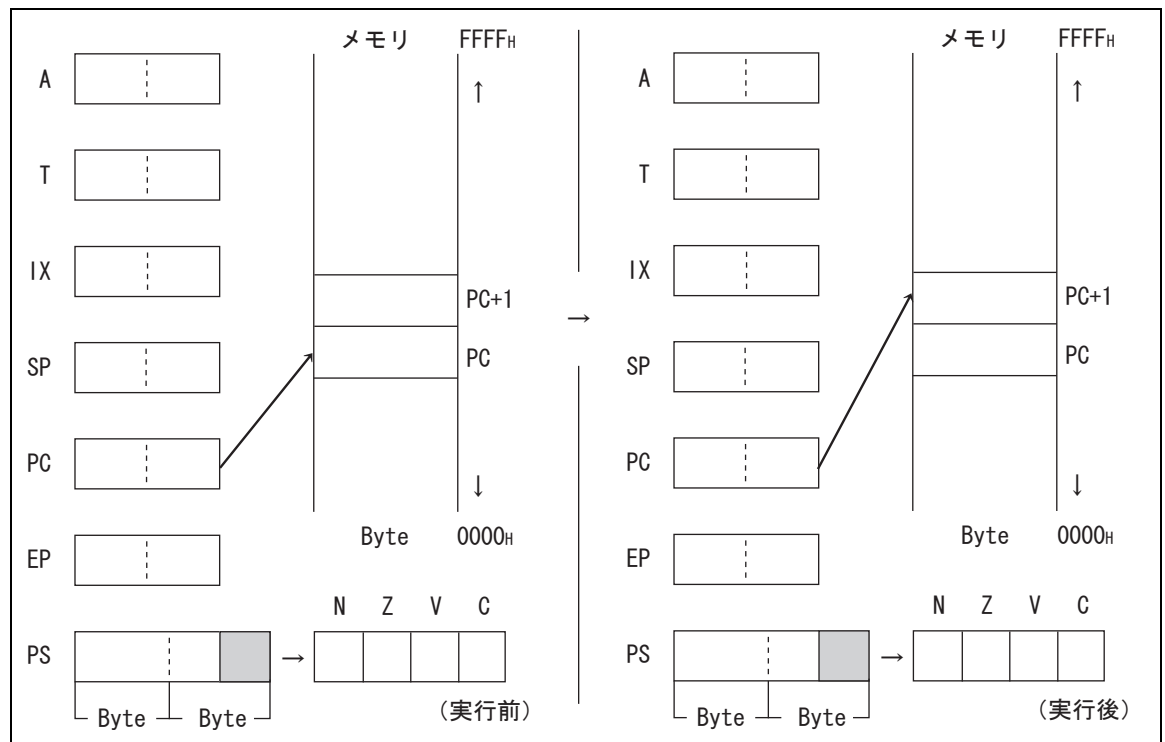 メモリ FFFFH
A
↑
T
IX
PC+1
SP
PC
PC
↓
Byte 0000H
EP
N Z V C
PS
→
Byte Byte
(実行前)
→
メモリ FFFFH
A
↑
T
IX
PC+1
SP
PC
PC
↓
Byte 0000H
EP
N Z V C
PS
→
Byte Byte
(実行後)